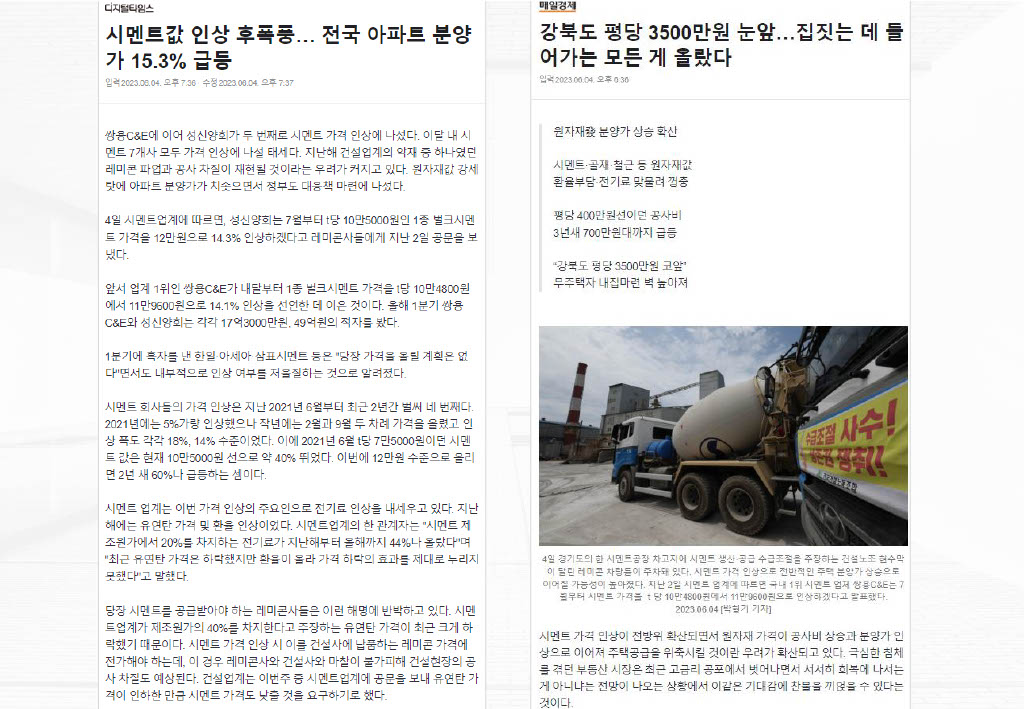 디지털타임스
시멘트값 인상 후폭풍... 전국 아파트 분양
가 15.3% 급등
입력2023.06.04. 오후 7:36 · 수정2023.06.04. 오후 7:37
쌍용C&E에 이어 성신양회가 두 번째로 시멘트 가격 인상에 나섰다. 이달 내 시
멘트 7개사 모두 가격 인상에 나설 태세다. 지난해 건설업계의 악재 중 하나였던
레미콘 파업과 공사 차질이 재현될 것이라는 우려가 커지고 있다. 원자재값 강세
탓에 아파트 분양가가 치솟으면서 정부도 대응책 마련에 나섰다.
4일 시멘트업계에 따르면, 성신양회는 7월부터 t당 10만5000원인 1종 벌크시멘
트 가격을 12만원으로 14.3% 인상하겠다고 레미콘사들에게 지난 2일 공문을 보
냈다.
앞서 업계 1위인 쌍용C&E가 내달부터 1종 벌크시멘트 가격을 t당 10만4800원
에서 11만9600원으로 14.1% 인상을 선언한 데 이은 것이다. 올해 1분기 쌍용
C&E와 성신양회는 각각 17억3000만원, 49억원의 적자를 봤다.
1분기에 흑자를 낸 한일·아세아·삼표시멘트 등은 "당장 가격을 올릴 계획은 없
다"면서도 내부적으로 인상 여부를 저울질하는 것으로 알려졌다.
시멘트 회사들의 가격 인상은 지난 2021년 6월부터 최근 2년간 벌써 네 번째다.
2021년에는 5%가량 인상했으나 작년에는 2월과 9월 두 차례 가격을 올렸고 인
상 폭도 각각 18%, 14% 수준이었다. 이에 2021년 6월 t당 7만5000원이던 시멘
트 값은 현재 10만5000원 선으로 약 40% 뛰었다. 이번에 12만원 수준으로 올리
면 2년 새 60%나 급등하는 셈이다.
시멘트 업계는 이번 가격 인상의 주요인으로 전기료 인상을 내세우고 있다. 지난
해에는 유연탄 가격 및 환율 인상이었다. 시멘트업계의 한 관계자는 "시멘트 제
조원가에서 20%를 차지하는 전기료가 지난해부터 올해까지 44%나 올랐다"며
"최근 유연탄 가격은 하락했지만 환율이 올라 가격 하락의 효과를 제대로 누리지
못했다"고 말했다.
당장 시멘트를 공급받아야 하는 레미콘사들은 이런 해명에 반박하고 있다. 시멘
트업계가 제조원가의 40%를 차지한다고 주장하는 유연탄 가격이 최근 크게 하
락했기 때문이다. 시멘트 가격 인상 시 이를 건설사에 납품하는 레미콘 가격에
전가해야 하는데, 이 경우 레미콘사와 건설사와 마찰이 불가피해 건설현장의 공
사 차질도 예상된다. 건설업계는 이번주 중 시멘트업계에 공문을 보내 유연탄 가
격이 인하한 만큼 시멘트 가격도 낮출 것을 요구하기로 했다.
매일경제
강북도 평당 3500만원 눈앞...집짓는 데 들
어가는 모든 게 올랐다
입력2023.06.04. 오후 6:36
원자재發 분양가 상승 확산
시멘트·골재·철근 등 원자재값
환율부담·전기료 맞물려 껑충
평당 400만원선이던 공사비
3년새 700만원대까지 급등
"강북도 평당 3500만원 코앞"
무주택자 내집마련 벽 높아져
수급조절 사수!
4일 경기도의 한 시멘트공장 차고지에 시멘트 생산·공급 수급조절을 주장하는 건설노조 현수막
이 달린 레미콘 차량들이 주차돼 있다. 시멘트 가격 인상으로 전반적인 주택 분양가 상승으로
이어질 가능성이 높아졌다. 지난 2일 시멘트 업계에 따르면 국내 1위 시멘트 업체 쌍용C&E는 7
월부터 시멘트 가격을 t 당 10만4800원에서 11만9600원으로 인상하겠다고 발표했다.
2023.06.04 [박형기 기자]
시멘트 가격 인상이 전방위 확산되면서 원자재 가격이 공사비 상승과 분양가 인
상으로 이어져 주택공급을 위축시킬 것이란 우려가 확산되고 있다. 극심한 침체
를 겪던 부동산 시장은 최근 고금리 공포에서 벗어나면서 서서히 회복에 나서는
게 아니냐는 전망이 나오는 상황에서 이같은 기대감에 찬물을 끼얹을 수 있다는
것이다.